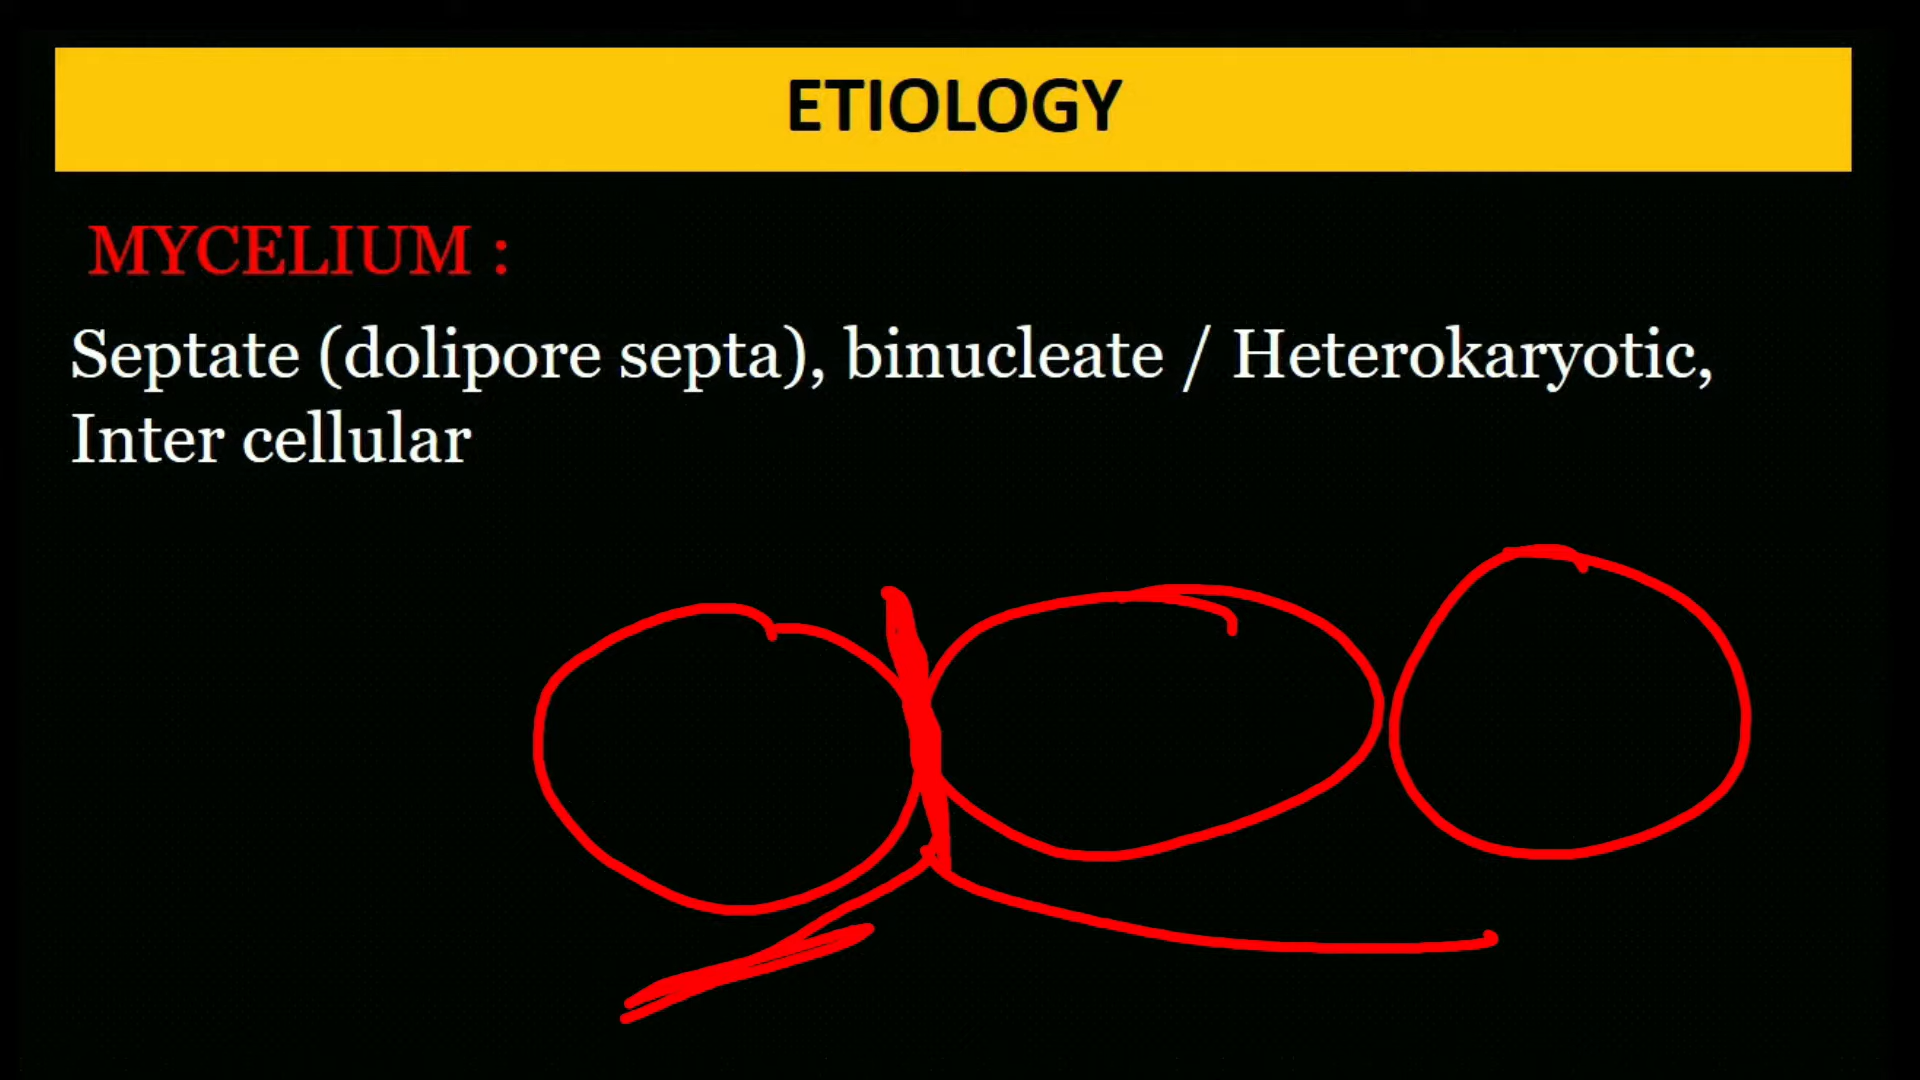 ETIOLOGY
MYCELIUM :
Septate (dolipore septa), binucleate / Heterokaryotic,
Inter cellular